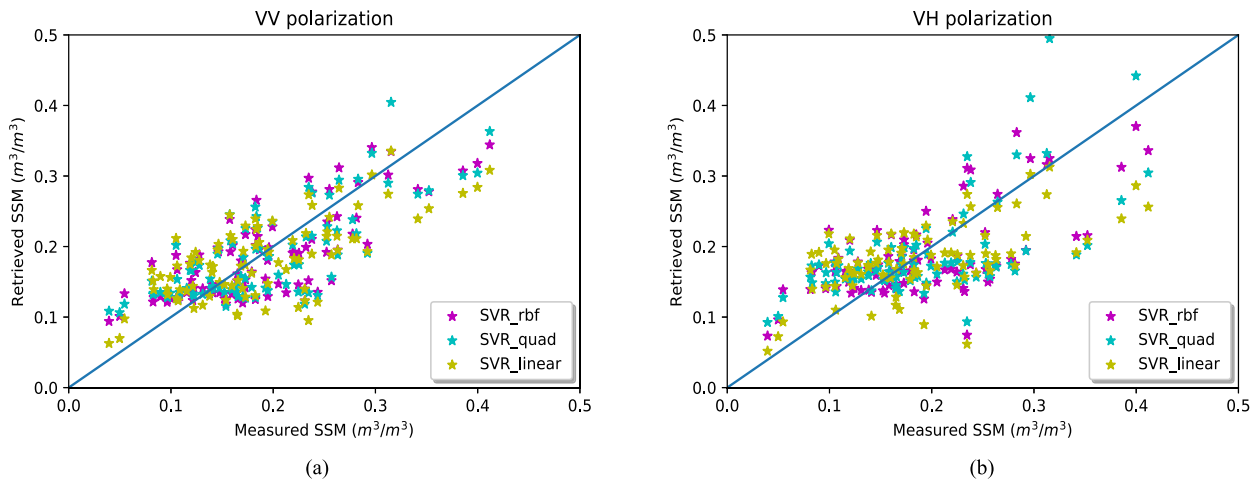 VV polarization
0.5
0.4
0.3
0.2
0.1
0.0
Retrieved SSM (m³/m³)
SVR_rbf
SVR_quad
SVR_linear
0.0 0.1 0.2 0.3 0.4 0.5
Measured SSM (m³/m³)
(a)
VH polarization
0.5
0.4
0.3
0.2
0.1
0.0
Retrieved SSM (m³/m³)
SVR_rbf
SVR_quad
SVR_linear
0.0 0.1 0.2 0.3 0.4 0.5
Measured SSM (m³/m³)
(b)